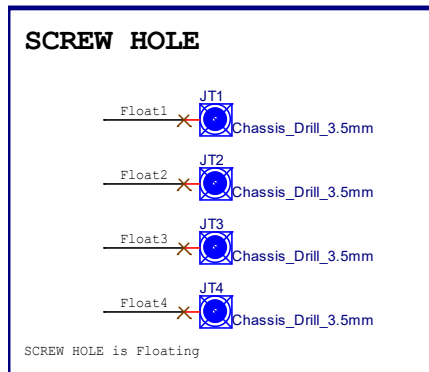 SCREW HOLE
JT1
Float1
Chassis_Drill_3.5mm
JT2
Float2
Chassis_Drill_3.5mm
JT3
Float3
Chassis_Drill_3.5mm
JT4
Float4
Chassis_Drill_3.5mm
SCREW HOLE is Floating